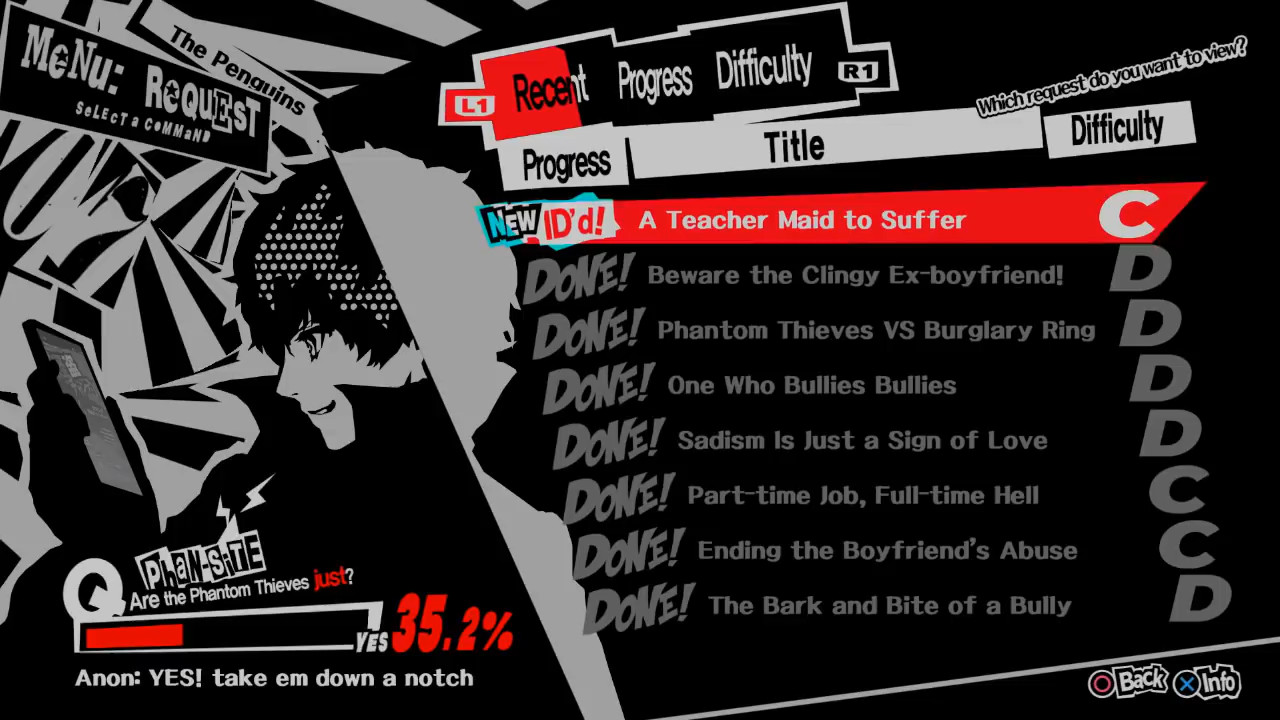 MeNu: ReQuEST
SeLEcT a CoMMaND
The Penguins
L1 Recent Progress Difficulty R1
Which request do you want to view?
Progress Title Difficulty
NEW ID'd! A Teacher Maid to Suffer C
DONE! Beware the Clingy Ex-boyfriend! D
DONE! Phantom Thieves VS Burglary Ring D
DONE! One Who Bullies Bullies D
DONE! Sadism Is Just a Sign of Love D
DONE! Part-time Job, Full-time Hell C
DONE! Ending the Boyfriend's Abuse C
DONE! The Bark and Bite of a Bully D
PhaN-SiTE
Q Are the Phantom Thieves just?
YES 35.2%
Anon: YES! take em down a notch
Back Info